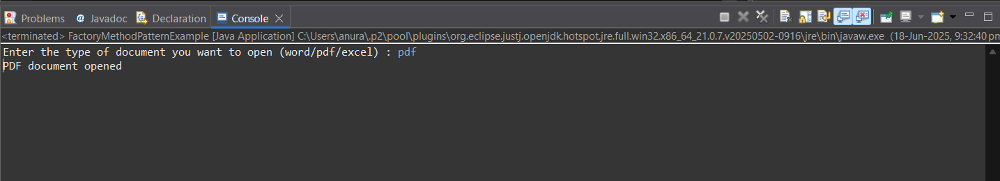 Problems @ Javadoc Declaration Console
<terminated> FactoryMethodPatternExample [Java Application] C:\Users\anura\.p2\pool\plugins\org.eclipse.justj.openjdk.hotspot.jre.full.win32.x86_64_21.0.7.v20250502-0916\jre\bin\javaw.exe (18-Jun-2025, 9:32:40 pm
Enter the type of document you want to open (word/pdf/excel) : pdf
PDF document opened